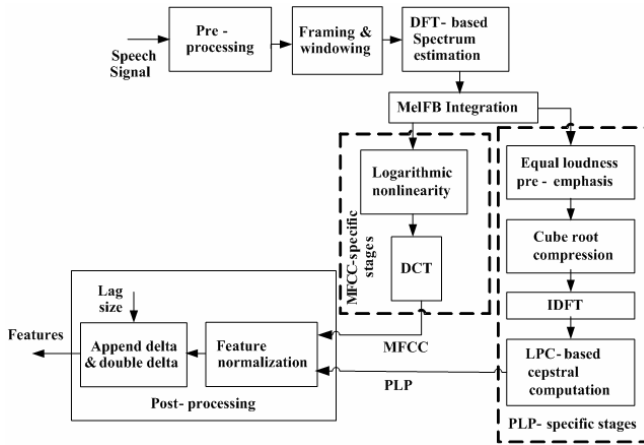 Speech
Signal
Pre -
processing
Framing &
windowing
DFT- based
Spectrum
estimation
MelFB Integration
Logarithmic
nonlinearity
DCT
MFCC-specific
stages
Equal loudness
pre - emphasis
Cube root
compression
IDFT
LPC- based
cepstral
computation
PLP- specific stages
MFCC
PLP
Lag
size
Features
Append delta
& double delta
Feature
normalization
Post- processing